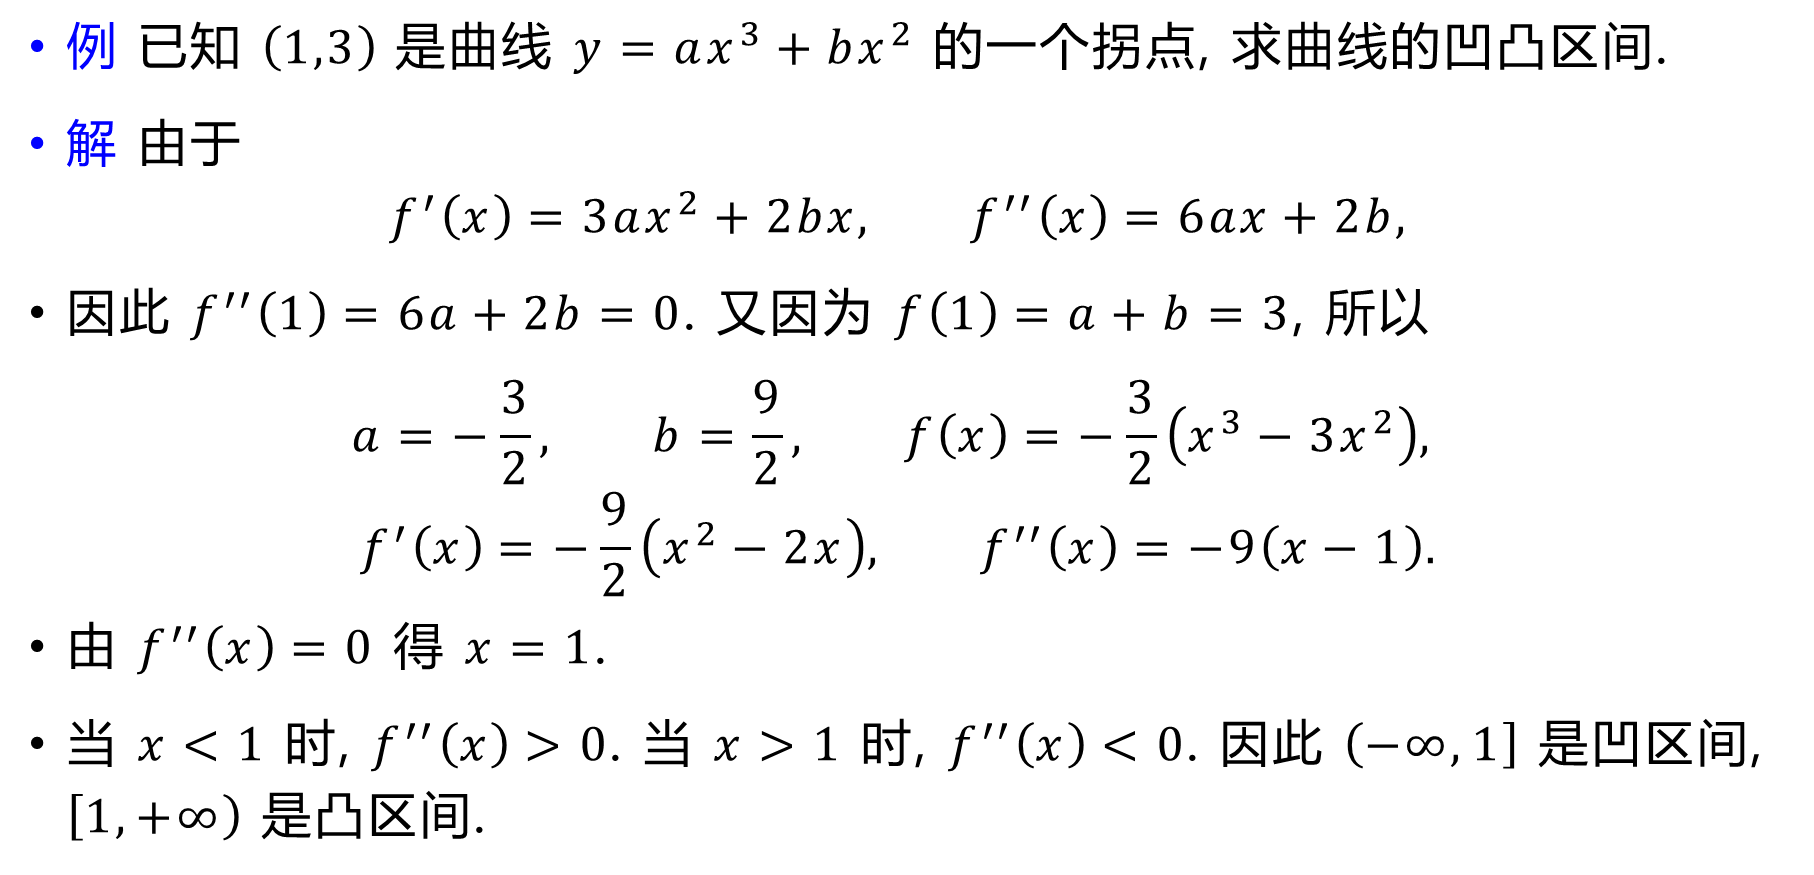 • 例 已知 (1,3) 是曲线 y = ax³ + bx² 的一个拐点, 求曲线的凹凸区间.
• 解 由于
f′(x) = 3ax² + 2bx, f′′(x) = 6ax + 2b,
• 因此 f′′(1) = 6a + 2b = 0. 又因为 f(1) = a + b = 3, 所以
a = −3/2, b = 9/2, f(x) = −3/2(x³ − 3x²),
f′(x) = −9/2(x² − 2x), f′′(x) = −9(x − 1).
• 由 f′′(x) = 0 得 x = 1.
• 当 x < 1 时, f′′(x) > 0. 当 x > 1 时, f′′(x) < 0. 因此 (−∞, 1] 是凹区间,
[1, +∞) 是凸区间.